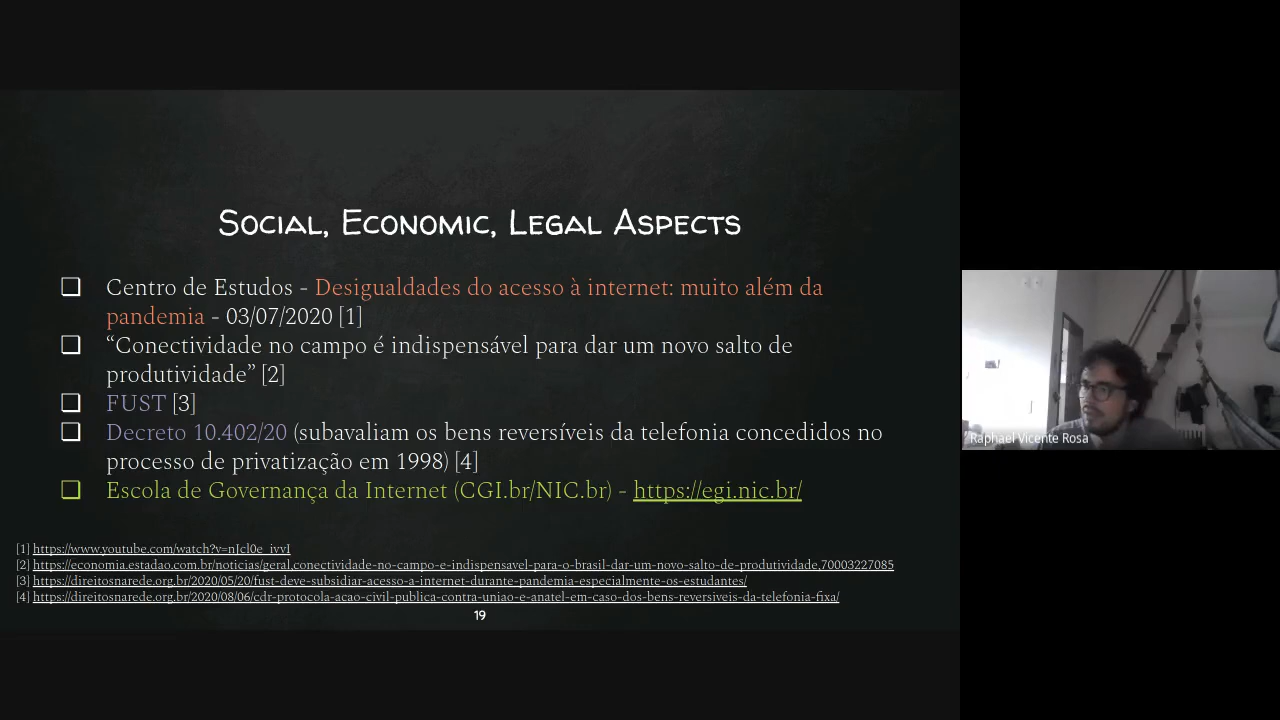 Social, Economic, Legal Aspects
❑ Centro de Estudos - Desigualdades do acesso à internet: muito além da
pandemia - 03/07/2020 [1]
❑ “Conectividade no campo é indispensável para dar um novo salto de
produtividade” [2]
❑ FUST [3]
❑ Decreto 10.402/20 (subavaliam os bens reversíveis da telefonia concedidos no
processo de privatização em 1998) [4]
❑ Escola de Governança da Internet (CGI.br/NIC.br) - https://egi.nic.br/
[1] https://www.youtube.com/watch?v=nJcl0e_ivvI
[2] https://economia.estadao.com.br/noticias/geral,conectividade-no-campo-e-indispensavel-para-o-brasil-dar-um-novo-salto-de-produtividade,70003227085
[3] https://direitosnarede.org.br/2020/05/20/fust-deve-subsidiar-acesso-a-internet-durante-pandemia-especialmente-os-estudantes/
[4] https://direitosnarede.org.br/2020/08/06/cdr-protocola-acao-civil-publica-contra-uniao-e-anatel-em-caso-dos-bens-reversiveis-da-telefonia-fixa/
19
Raphael Vicente Rosa